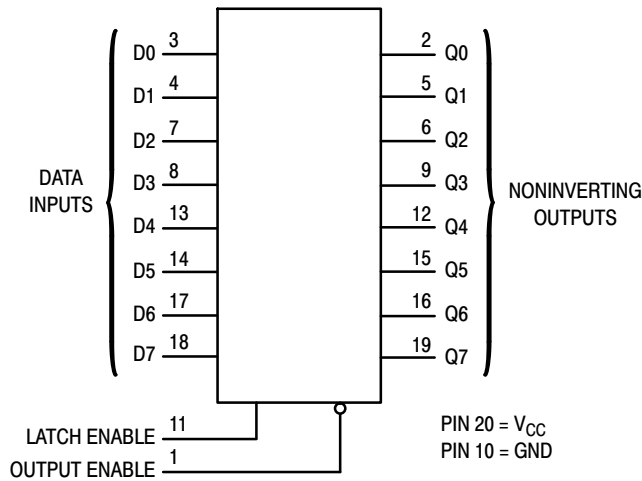 D0 3 2 Q0
D1 4 5 Q1
D2 7 6 Q2
D3 8 9 Q3
DATA
INPUTS
NONINVERTING
OUTPUTS
D4 13 12 Q4
D5 14 15 Q5
D6 17 16 Q6
D7 18 19 Q7
LATCH ENABLE 11
OUTPUT ENABLE 1
PIN 20 = VCC
PIN 10 = GND